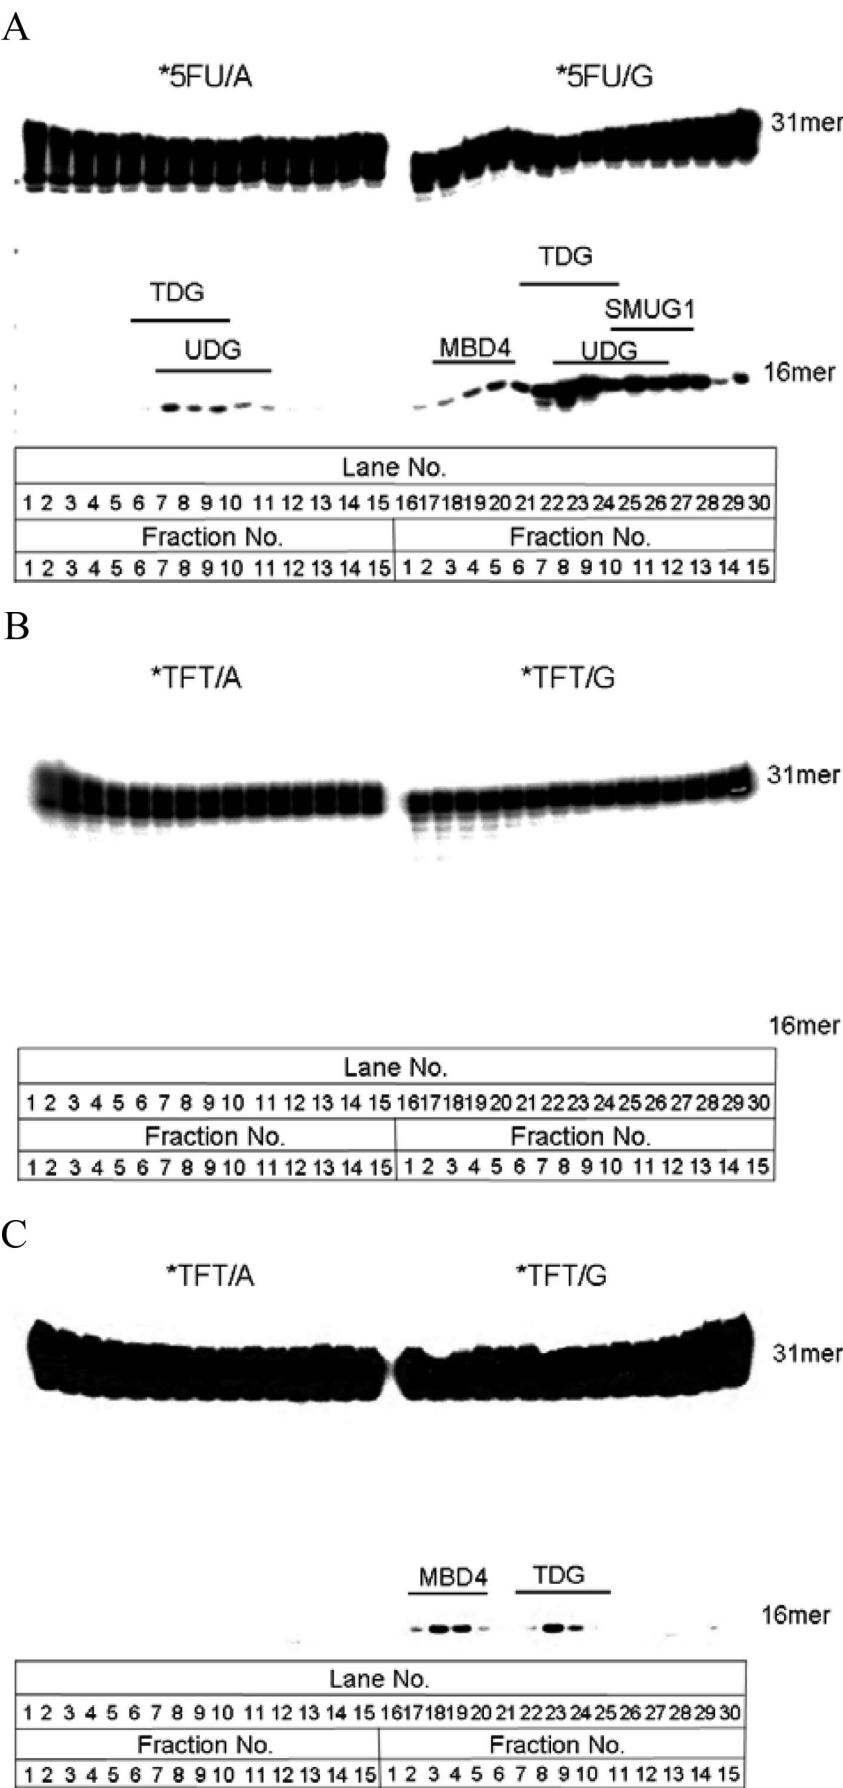 A
*5FU/A *5FU/G
31mer
TDG
TDG
SMUG1
UDG MBD4 UDG
16mer
Lane No.
1 2 3 4 5 6 7 8 9 10 11 12 13 14 15 16 17 18 19 20 21 22 23 24 25 26 27 28 29 30
Fraction No. Fraction No.
1 2 3 4 5 6 7 8 9 10 11 12 13 14 15 1 2 3 4 5 6 7 8 9 10 11 12 13 14 15
B
*TFT/A *TFT/G
31mer
16mer
Lane No.
1 2 3 4 5 6 7 8 9 10 11 12 13 14 15 16 17 18 19 20 21 22 23 24 25 26 27 28 29 30
Fraction No. Fraction No.
1 2 3 4 5 6 7 8 9 10 11 12 13 14 15 1 2 3 4 5 6 7 8 9 10 11 12 13 14 15
C
*TFT/A *TFT/G
31mer
MBD4 TDG
16mer
Lane No.
1 2 3 4 5 6 7 8 9 10 11 12 13 14 15 16 17 18 19 20 21 22 23 24 25 26 27 28 29 30
Fraction No. Fraction No.
1 2 3 4 5 6 7 8 9 10 11 12 13 14 15 1 2 3 4 5 6 7 8 9 10 11 12 13 14 15